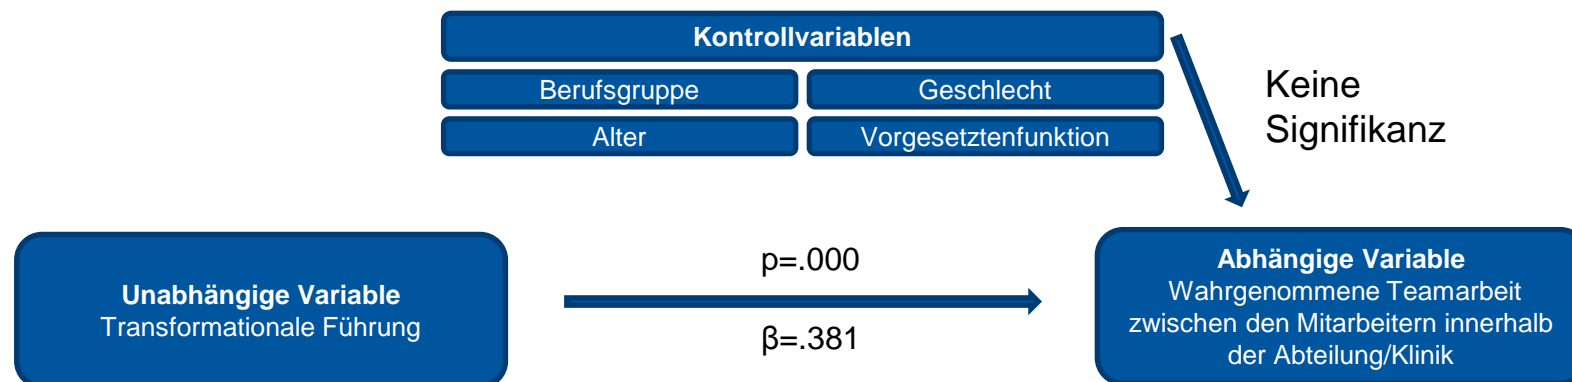 Kontrollvariablen
Berufsgruppe
Geschlecht
Alter
Vorgesetztenfunktion
Keine
Signifikanz
Unabhängige Variable
Transformationale Führung
p=.000
β=.381
Abhängige Variable
Wahrgenommene Teamarbeit
zwischen den Mitarbeitern innerhalb
der Abteilung/Klinik